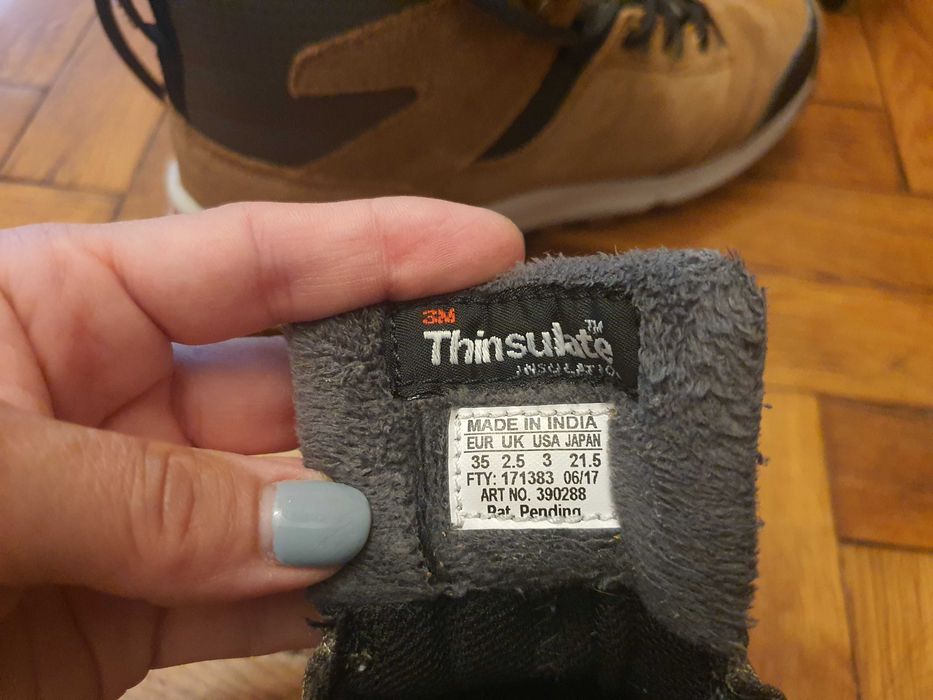 3M
Thinsulate™
INSULATIO
MADE IN INDIA
EUR UK USA JAPAN
35 2.5 3 21.5
FTY: 171383 06/17
ART NO. 390288
Pat. Pending